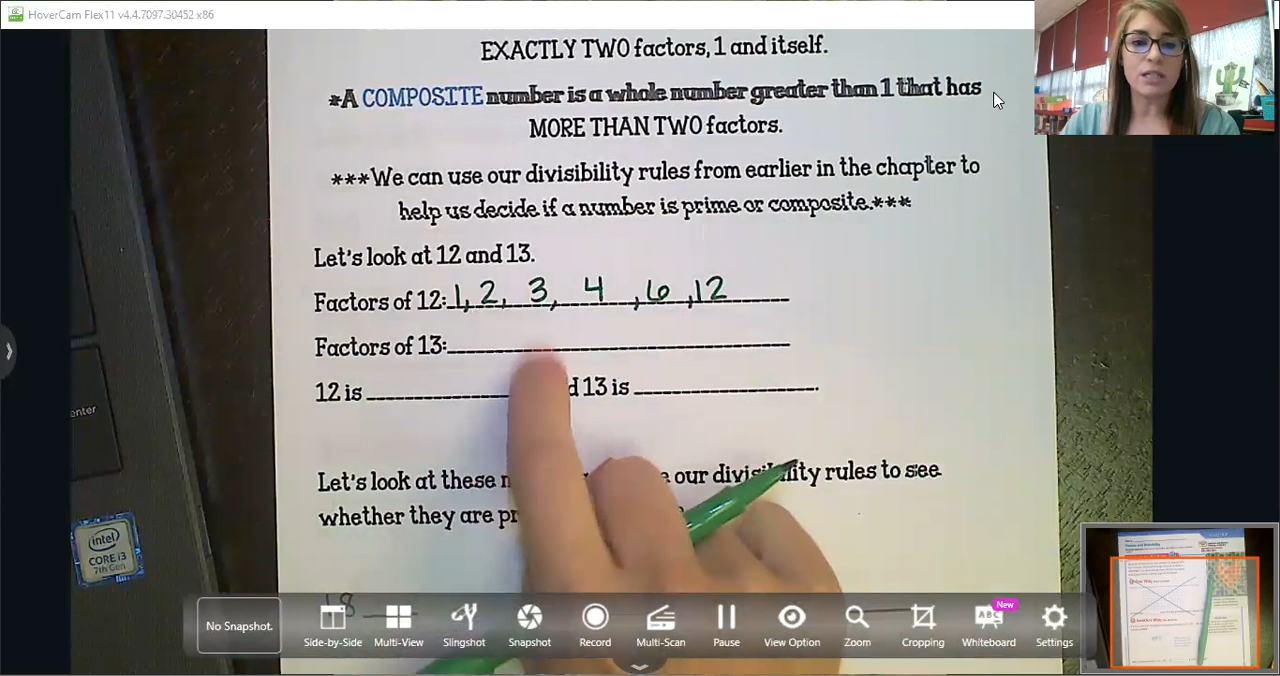 HoverCam Flex11 v4.4.7097.30452 x86
EXACTLY TWO factors, 1 and itself.
*A COMPOSITE number is a whole number greater than 1 that has
MORE THAN TWO factors.
***We can use our divisibility rules from earlier in the chapter to
help us decide if a number is prime or composite.***
Let's look at 12 and 13.
Factors of 12: 1, 2, 3, 4, 6, 12
Factors of 13:
12 is d 13 is .
Let's look at these our divisibility rules to see
whether they are pr
18
enter
intel
CORE i3
7th Gen
No Snapshot.
Side-by-Side
Multi-View
Slingshot
Snapshot
Record
Multi-Scan
Pause
View Option
Zoom
Cropping
New
ABC
Whiteboard
Settings